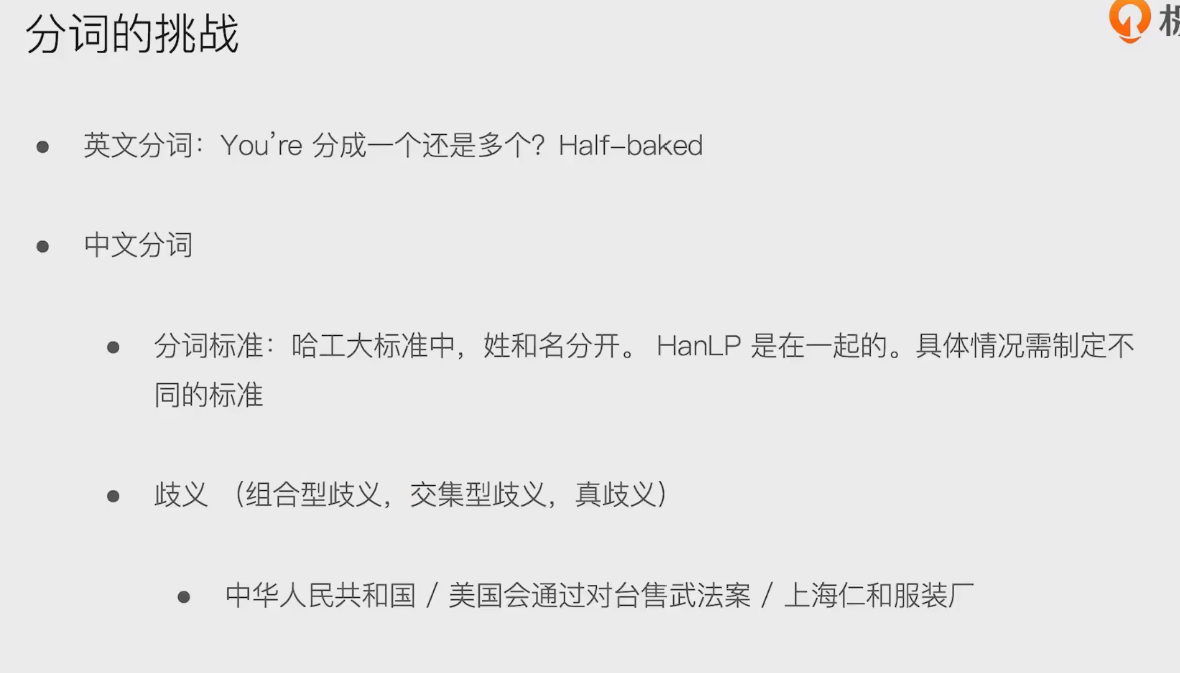 分词的挑战
● 英文分词：You're 分成一个还是多个？Half-baked
● 中文分词
● 分词标准：哈工大标准中，姓和名分开。 HanLP 是在一起的。具体情况需制定不
同的标准
● 歧义 （组合型歧义，交集型歧义，真歧义）
● 中华人民共和国 / 美国会通过对台售武法案 / 上海仁和服装厂